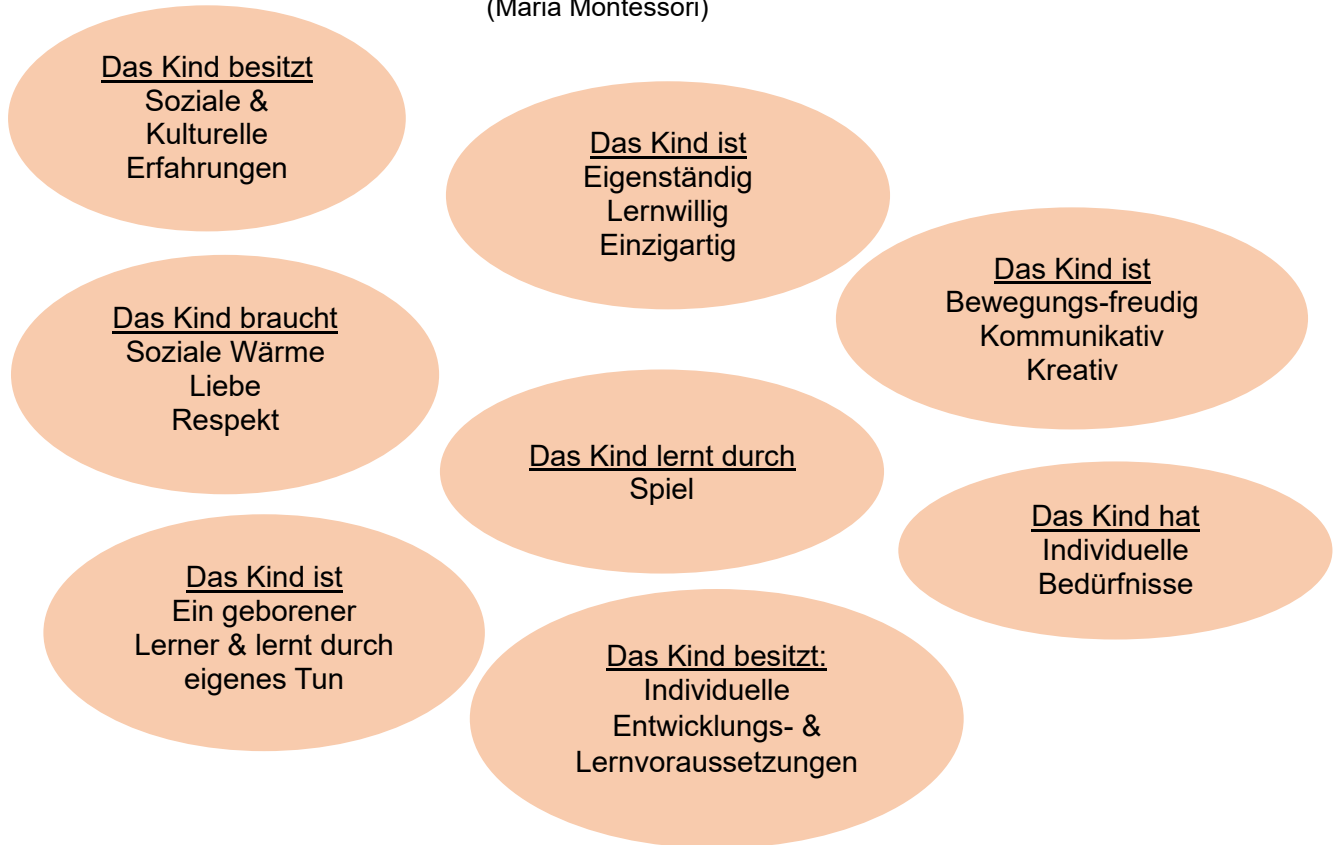 (Maria Montessori)
Das Kind besitzt
Soziale &
Kulturelle
Erfahrungen
Das Kind ist
Eigenständig
Lernwillig
Einzigartig
Das Kind ist
Bewegungs-freudig
Kommunikativ
Kreativ
Das Kind braucht
Soziale Wärme
Liebe
Respekt
Das Kind lernt durch
Spiel
Das Kind hat
Individuelle
Bedürfnisse
Das Kind ist
Ein geborener
Lerner & lernt durch
eigenes Tun
Das Kind besitzt:
Individuelle
Entwicklungs- &
Lernvoraussetzungen